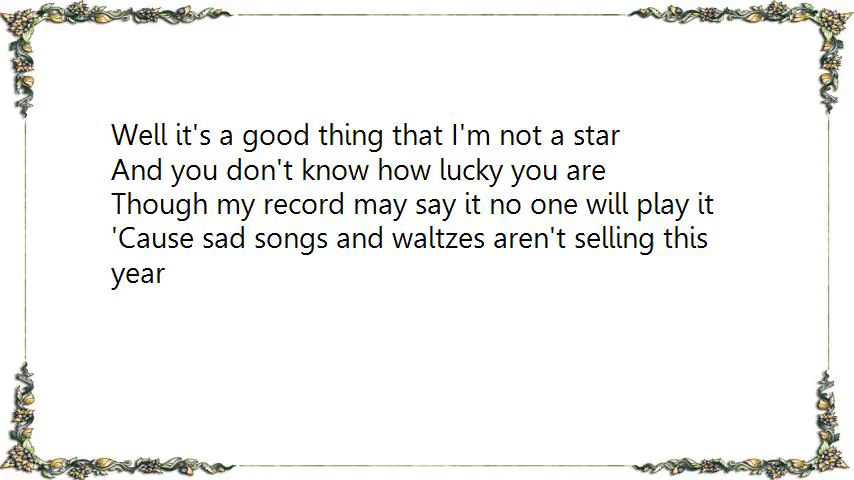 Well it's a good thing that I'm not a star
And you don't know how lucky you are
Though my record may say it no one will play it
'Cause sad songs and waltzes aren't selling this
year